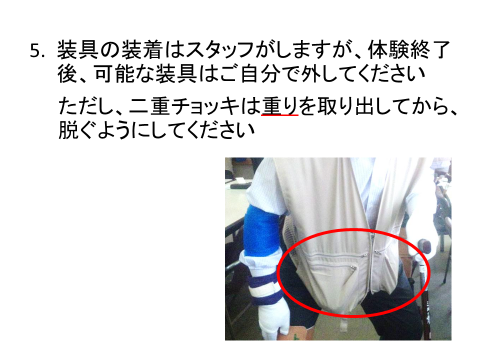 5. 装具の装着はスタッフがしますが、体験終了
後、可能な装具はご自分で外してください
ただし、二重チョッキは重りを取り出してから、
脱ぐようにしてください